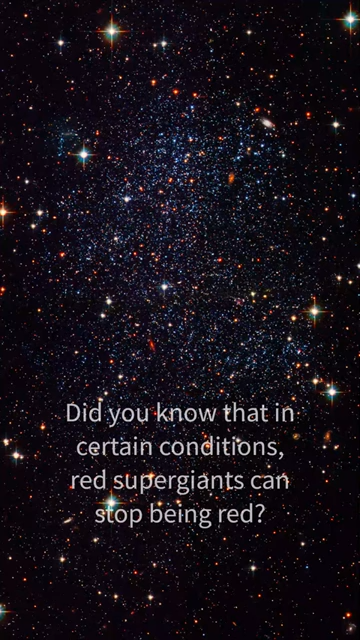 Did you know that in
certain conditions,
red supergiants can
stop being red?